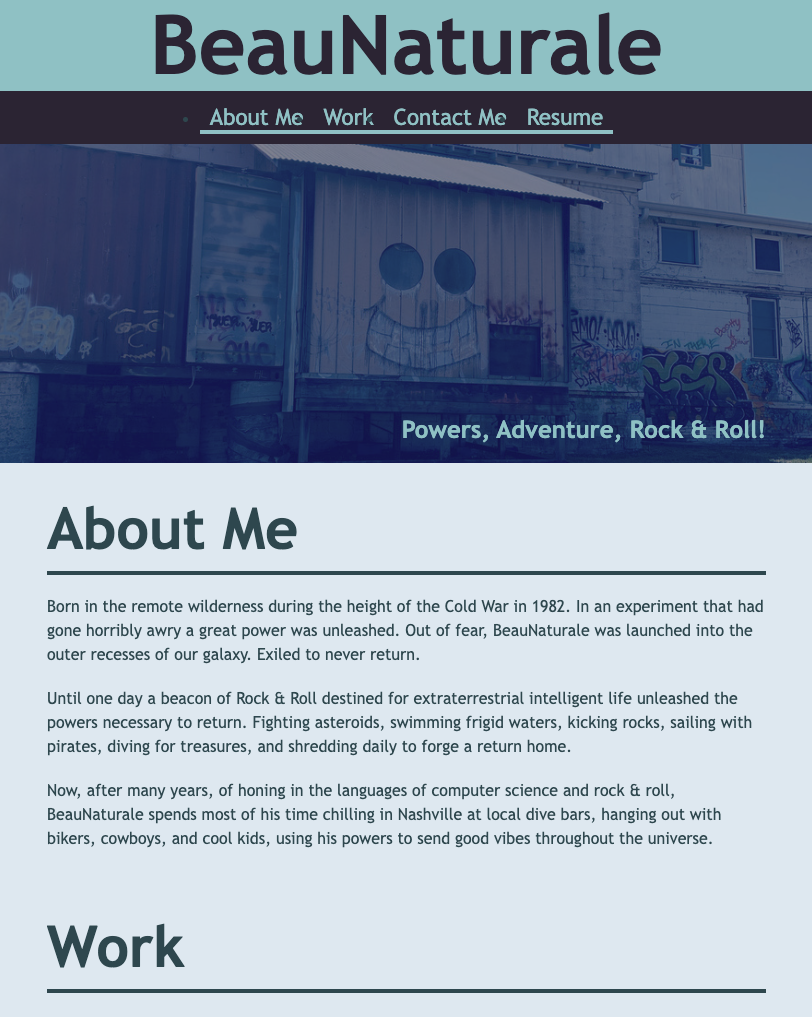 BeauNaturale
About Me Work Contact Me Resume
Powers, Adventure, Rock & Roll!
About Me
Born in the remote wilderness during the height of the Cold War in 1982. In an experiment that had
gone horribly awry a great power was unleashed. Out of fear, BeauNaturale was launched into the
outer recesses of our galaxy. Exiled to never return.
Until one day a beacon of Rock & Roll destined for extraterrestrial intelligent life unleashed the
powers necessary to return. Fighting asteroids, swimming frigid waters, kicking rocks, sailing with
pirates, diving for treasures, and shredding daily to forge a return home.
Now, after many years, of honing in the languages of computer science and rock & roll,
BeauNaturale spends most of his time chilling in Nashville at local dive bars, hanging out with
bikers, cowboys, and cool kids, using his powers to send good vibes throughout the universe.
Work